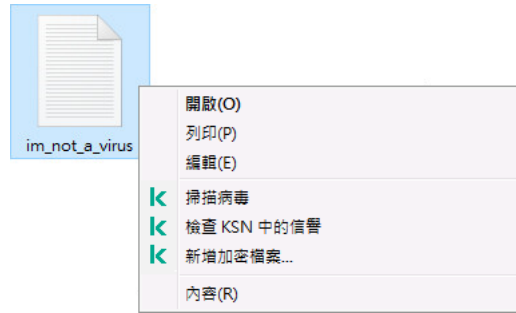 im_not_a_virus
開啟(O)
列印(P)
編輯(E)
掃描病毒
檢查 KSN 中的信譽
新增加密檔案...
內容(R)